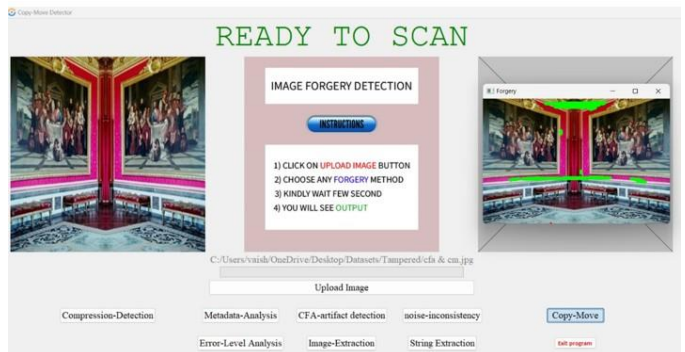 Copy-Move Detector
READY TO SCAN
IMAGE FORGERY DETECTION
INSTRUCTIONS
1) CLICK ON UPLOAD IMAGE BUTTON
2) CHOOSE ANY FORGERY METHOD
3) KINDLY WAIT FEW SECOND
4) YOU WILL SEE OUTPUT
Forgery
C:/Users/vaish/OneDrive/Desktop/Datasets/Tampered/cfa & cm.jpg
Upload Image
Compression-Detection
Metadata-Analysis
CFA-artifact detection
noise-inconsistency
Copy-Move
Error-Level Analysis
Image-Extraction
String Extraction
Exit program